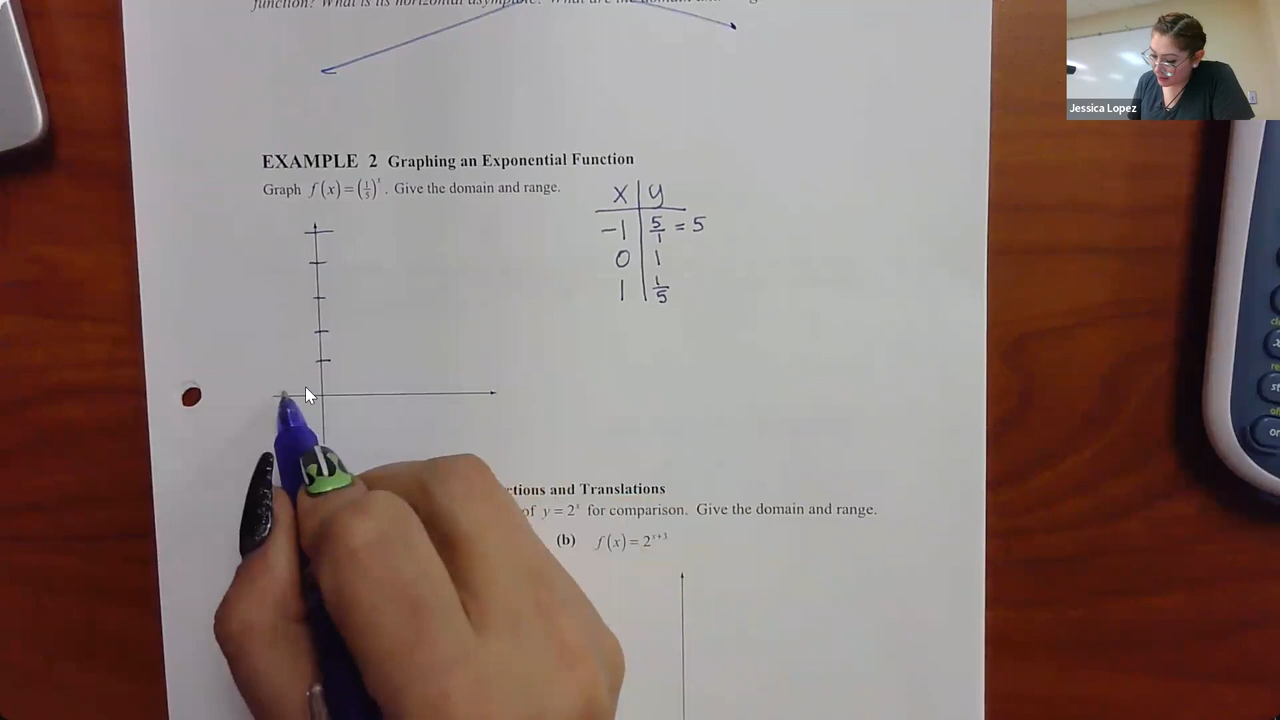 function? What is its horizontal asymptote? What are the domain and
Jessica Lopez
EXAMPLE 2 Graphing an Exponential Function
Graph f(x) = (1/5)^x. Give the domain and range.
x | y
-1 | 5/1 = 5
0 | 1
1 | 1/5
ctions and Translations
of y = 2^x for comparison. Give the domain and range.
(b) f(x) = 2^(x+3)